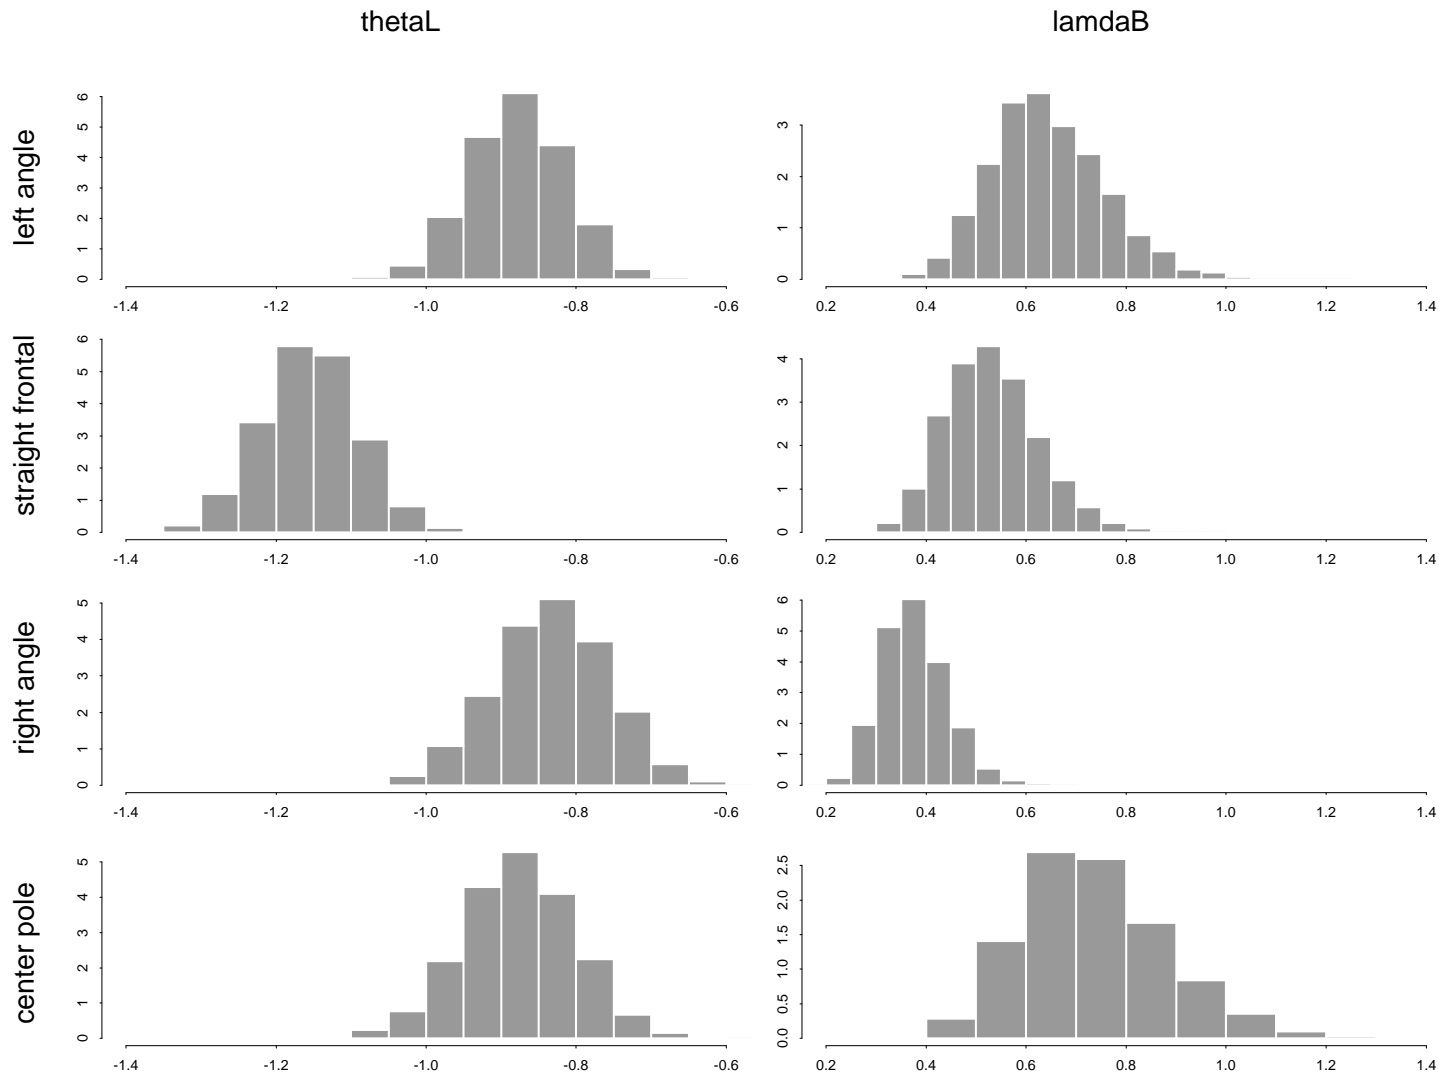 thetaL lamdaB
left angle
0 1 2 3 4 5 6
-1.4 -1.2 -1.0 -0.8 -0.6
0 1 2 3
0.2 0.4 0.6 0.8 1.0 1.2 1.4
straight frontal
0 1 2 3 4 5 6
-1.4 -1.2 -1.0 -0.8 -0.6
0 1 2 3 4
0.2 0.4 0.6 0.8 1.0 1.2 1.4
right angle
0 1 2 3 4 5
-1.4 -1.2 -1.0 -0.8 -0.6
0 1 2 3 4 5 6
0.2 0.4 0.6 0.8 1.0 1.2 1.4
center pole
0 1 2 3 4 5
-1.4 -1.2 -1.0 -0.8 -0.6
0.0 0.5 1.0 1.5 2.0 2.5
0.2 0.4 0.6 0.8 1.0 1.2 1.4